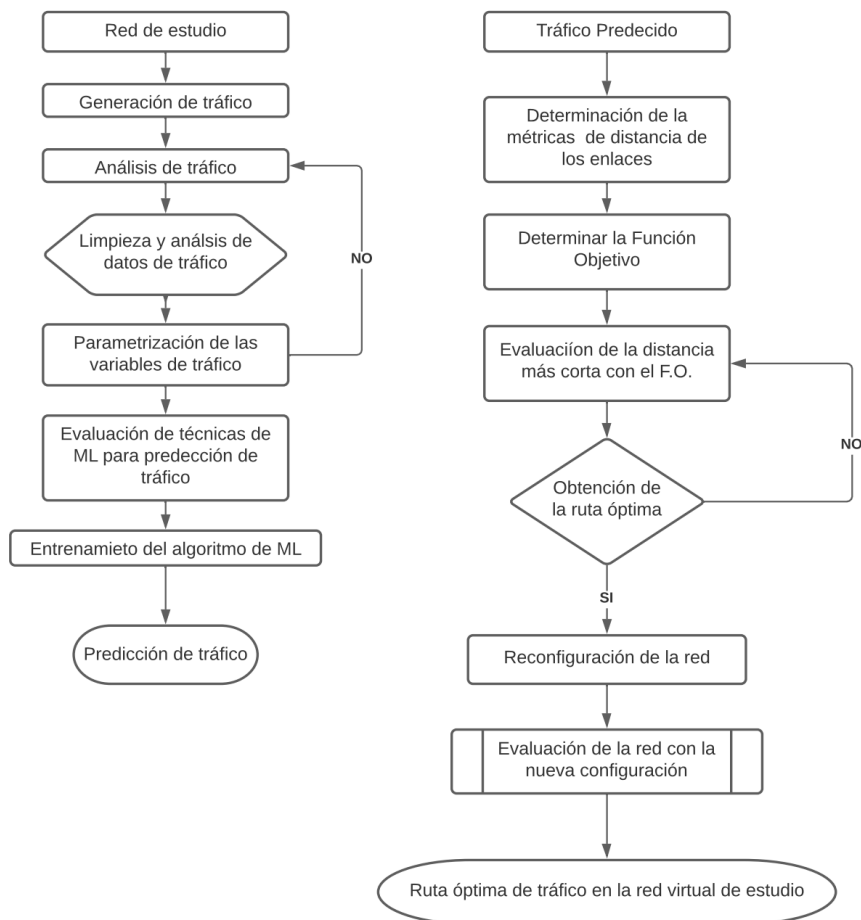 Red de estudio
Generación de tráfico
Análisis de tráfico
Limpieza y análsis de
datos de tráfico
NO
Parametrización de las
variables de tráfico
Evaluación de técnicas de
ML para predección de
tráfico
Entrenamieto del algoritmo de ML
Predicción de tráfico
Tráfico Predecido
Determinación de la
métricas de distancia de
los enlaces
Determinar la Función
Objetivo
Evaluaciíon de la distancia
más corta con el F.O.
NO
Obtención de
la ruta óptima
SI
Reconfiguración de la red
Evaluación de la red con la
nueva configuración
Ruta óptima de tráfico en la red virtual de estudio